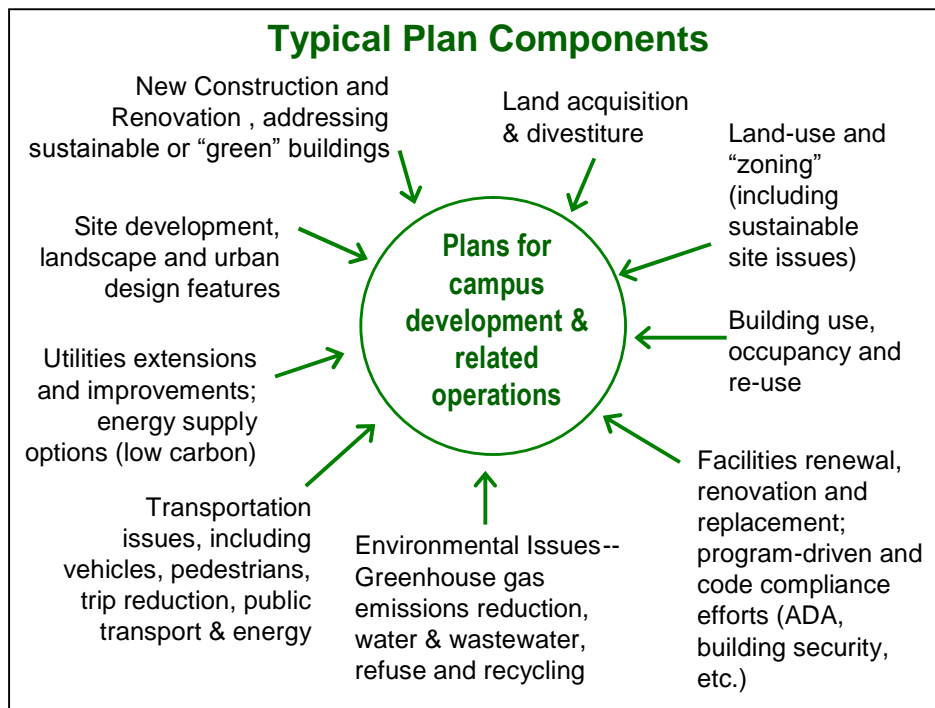 Typical Plan Components
New Construction and
Renovation , addressing
sustainable or “green” buildings
Land acquisition
& divestiture
Land-use and
“zoning”
(including
sustainable
site issues)
Site development,
landscape and urban
design features
Plans for
campus
development &
related
operations
Building use,
occupancy and
re-use
Utilities extensions
and improvements;
energy supply
options (low carbon)
Facilities renewal,
renovation and
replacement;
program-driven and
code compliance
efforts (ADA,
building security,
etc.)
Transportation
issues, including
vehicles, pedestrians,
trip reduction, public
transport & energy
Environmental Issues--
Greenhouse gas
emissions reduction,
water & wastewater,
refuse and recycling